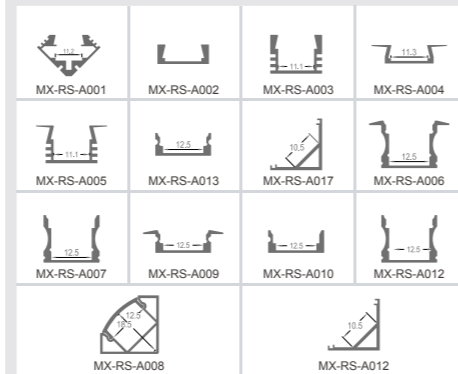 11.2
MX-RS-A001
MX-RS-A002
11.1
MX-RS-A003
11.3
MX-RS-A004
11.1
MX-RS-A005
12.5
MX-RS-A013
10.5
MX-RS-A017
12.5
MX-RS-A006
12.5
MX-RS-A007
12.5
MX-RS-A009
12.5
MX-RS-A010
12.5
MX-RS-A012
12.5
18.5
MX-RS-A008
10.5
MX-RS-A012